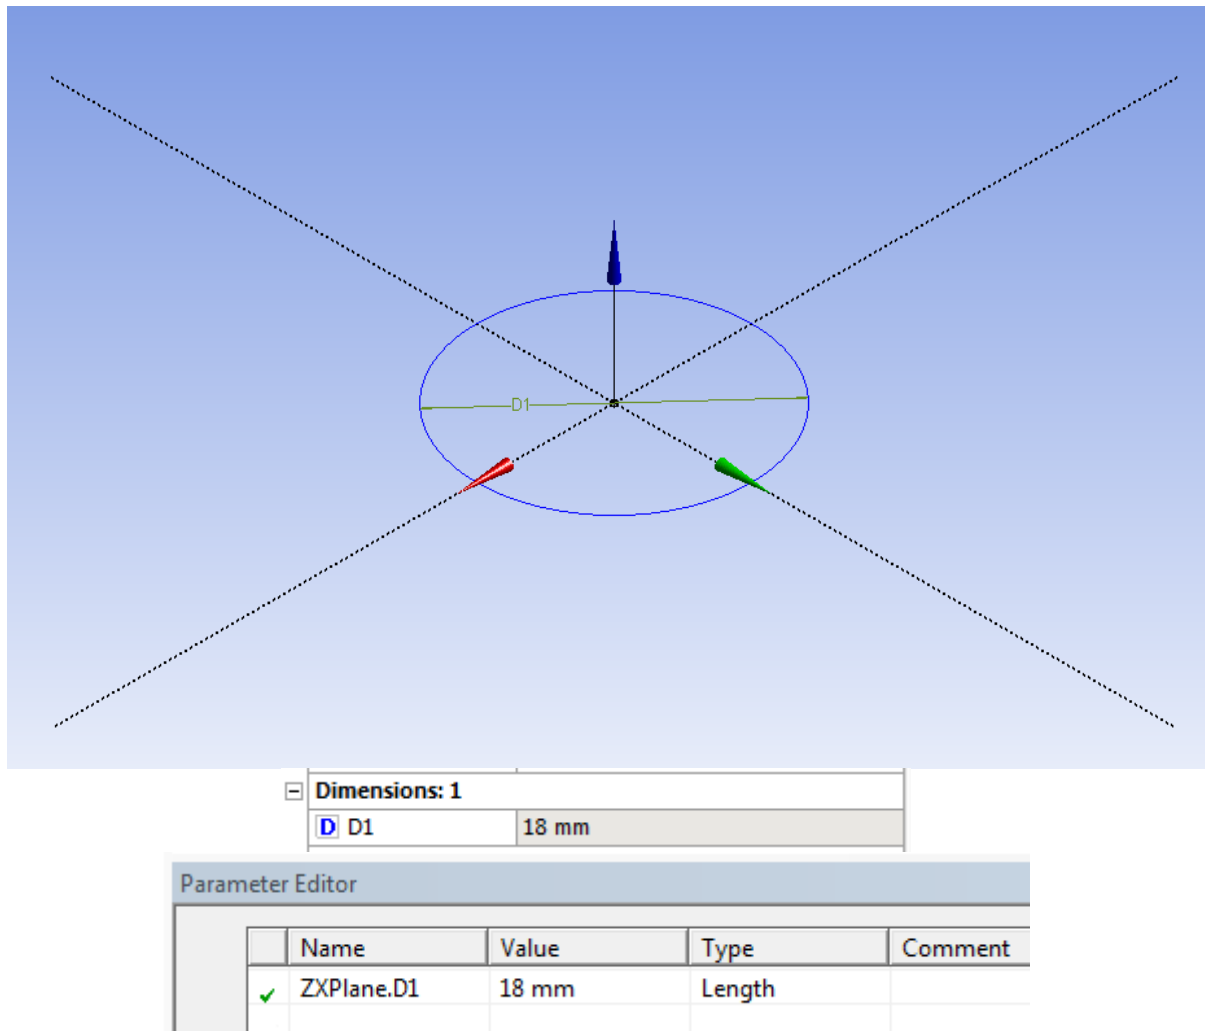 D1
Dimensions: 1
D D1 18 mm
Parameter Editor
Name Value Type Comment
ZXPlane.D1 18 mm Length